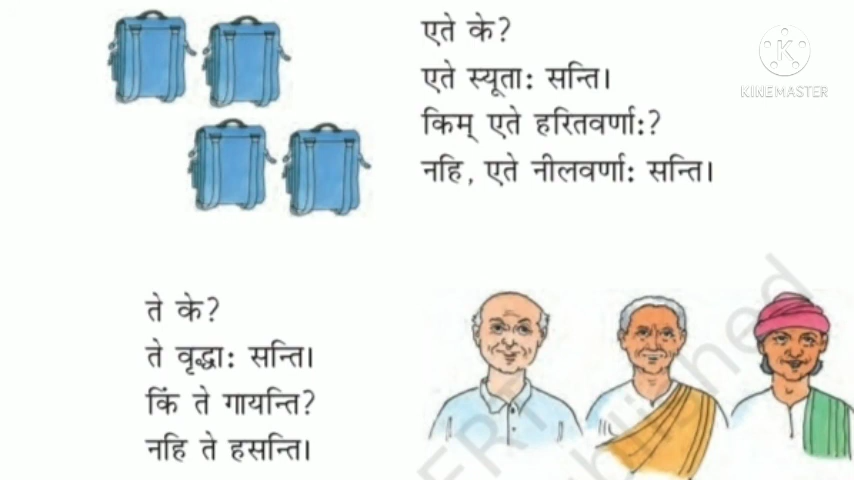 एते के?
एते स्यूताः सन्ति।
किम् एते हरितवर्णाः?
नहि, एते नीलवर्णाः सन्ति।
K
KINEMASTER
ते के?
ते वृद्धाः सन्ति।
किं ते गायन्ति?
नहि ते हसन्ति।